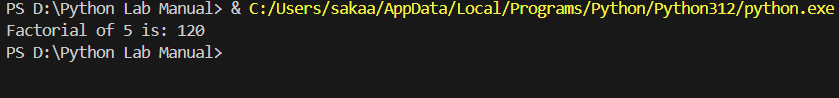 PS D:\Python Lab Manual> & C:/Users/sakaa/AppData/Local/Programs/Python/Python312/python.exe
Factorial of 5 is: 120
PS D:\Python Lab Manual>